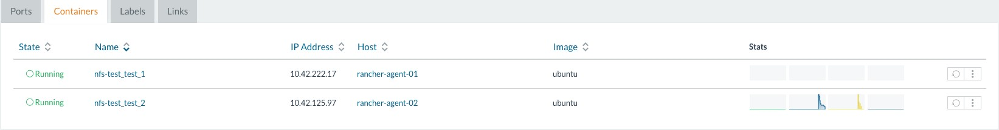 Ports Containers Labels Links
State Name IP Address Host Image Stats
Running nfs-test_test_1 10.42.222.17 rancher-agent-01 ubuntu
Running nfs-test_test_2 10.42.125.97 rancher-agent-02 ubuntu